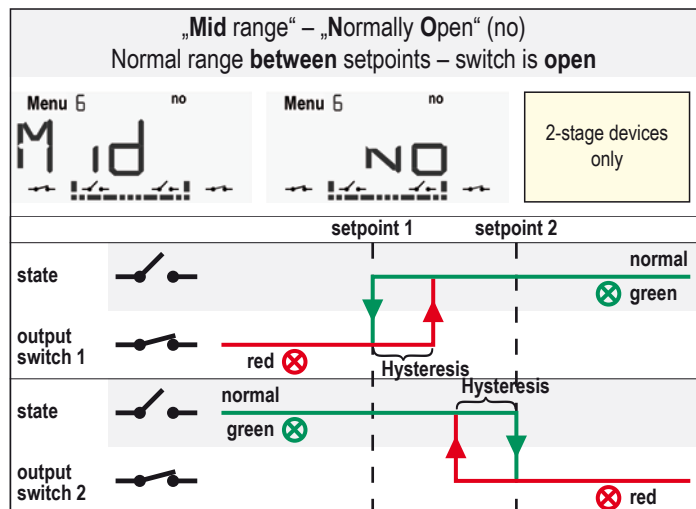 „Mid range“ – „Normally Open“ (no)
Normal range between setpoints – switch is open
Menu 6 no
Mid
Menu 6 no
NO
2-stage devices
only
setpoint 1 setpoint 2
state
normal
green
output
switch 1
red
Hysteresis
Hysteresis
state
normal
green
output
switch 2
red